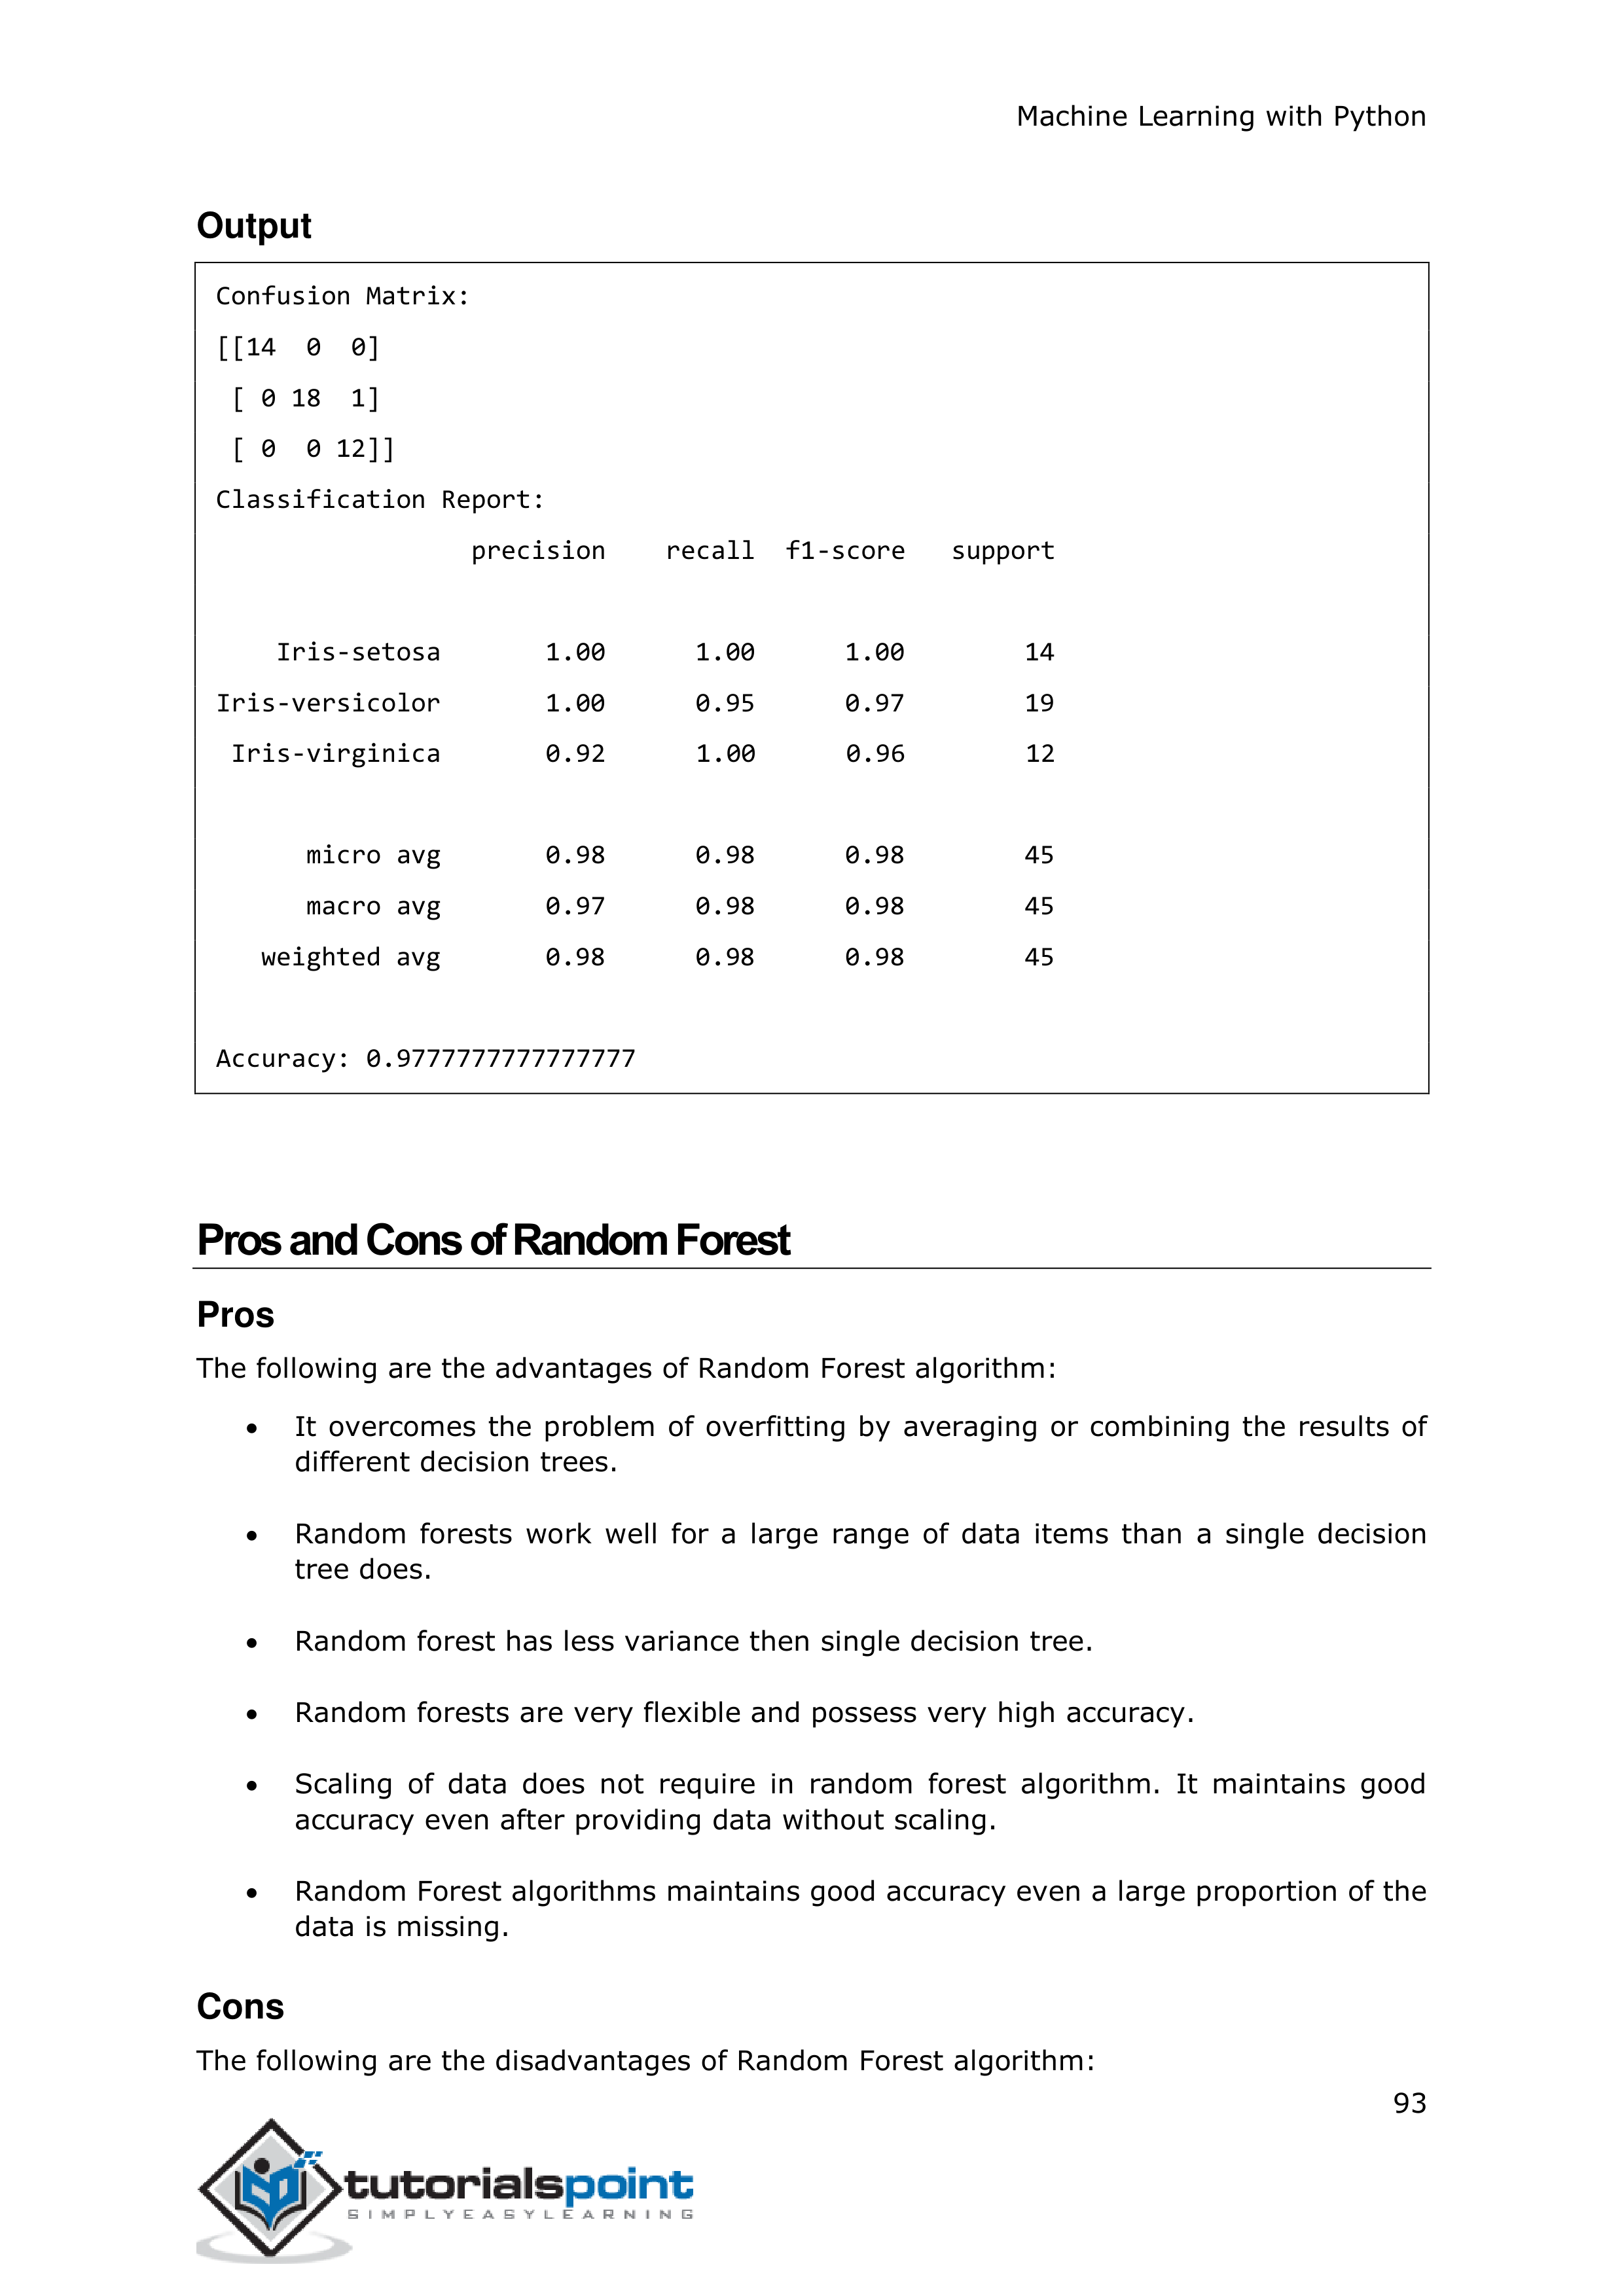 Machine Learning with Python
Output
Confusion Matrix:
[[14  0  0]
 [ 0 18  1]
 [ 0  0 12]]
Classification Report:
                 precision    recall  f1-score   support
    Iris-setosa       1.00      1.00      1.00        14
Iris-versicolor       1.00      0.95      0.97        19
 Iris-virginica       0.92      1.00      0.96        12
      micro avg       0.98      0.98      0.98        45
      macro avg       0.97      0.98      0.98        45
   weighted avg       0.98      0.98      0.98        45
Accuracy: 0.9777777777777777
Pros and Cons of Random Forest
Pros
The following are the advantages of Random Forest algorithm:
• It overcomes the problem of overfitting by averaging or combining the results of
different decision trees.
• Random forests work well for a large range of data items than a single decision
tree does.
• Random forest has less variance then single decision tree.
• Random forests are very flexible and possess very high accuracy.
• Scaling of data does not require in random forest algorithm. It maintains good
accuracy even after providing data without scaling.
• Random Forest algorithms maintains good accuracy even a large proportion of the
data is missing.
Cons
The following are the disadvantages of Random Forest algorithm:
93
tutorialspoint
SIMPLYEASYLEARNING